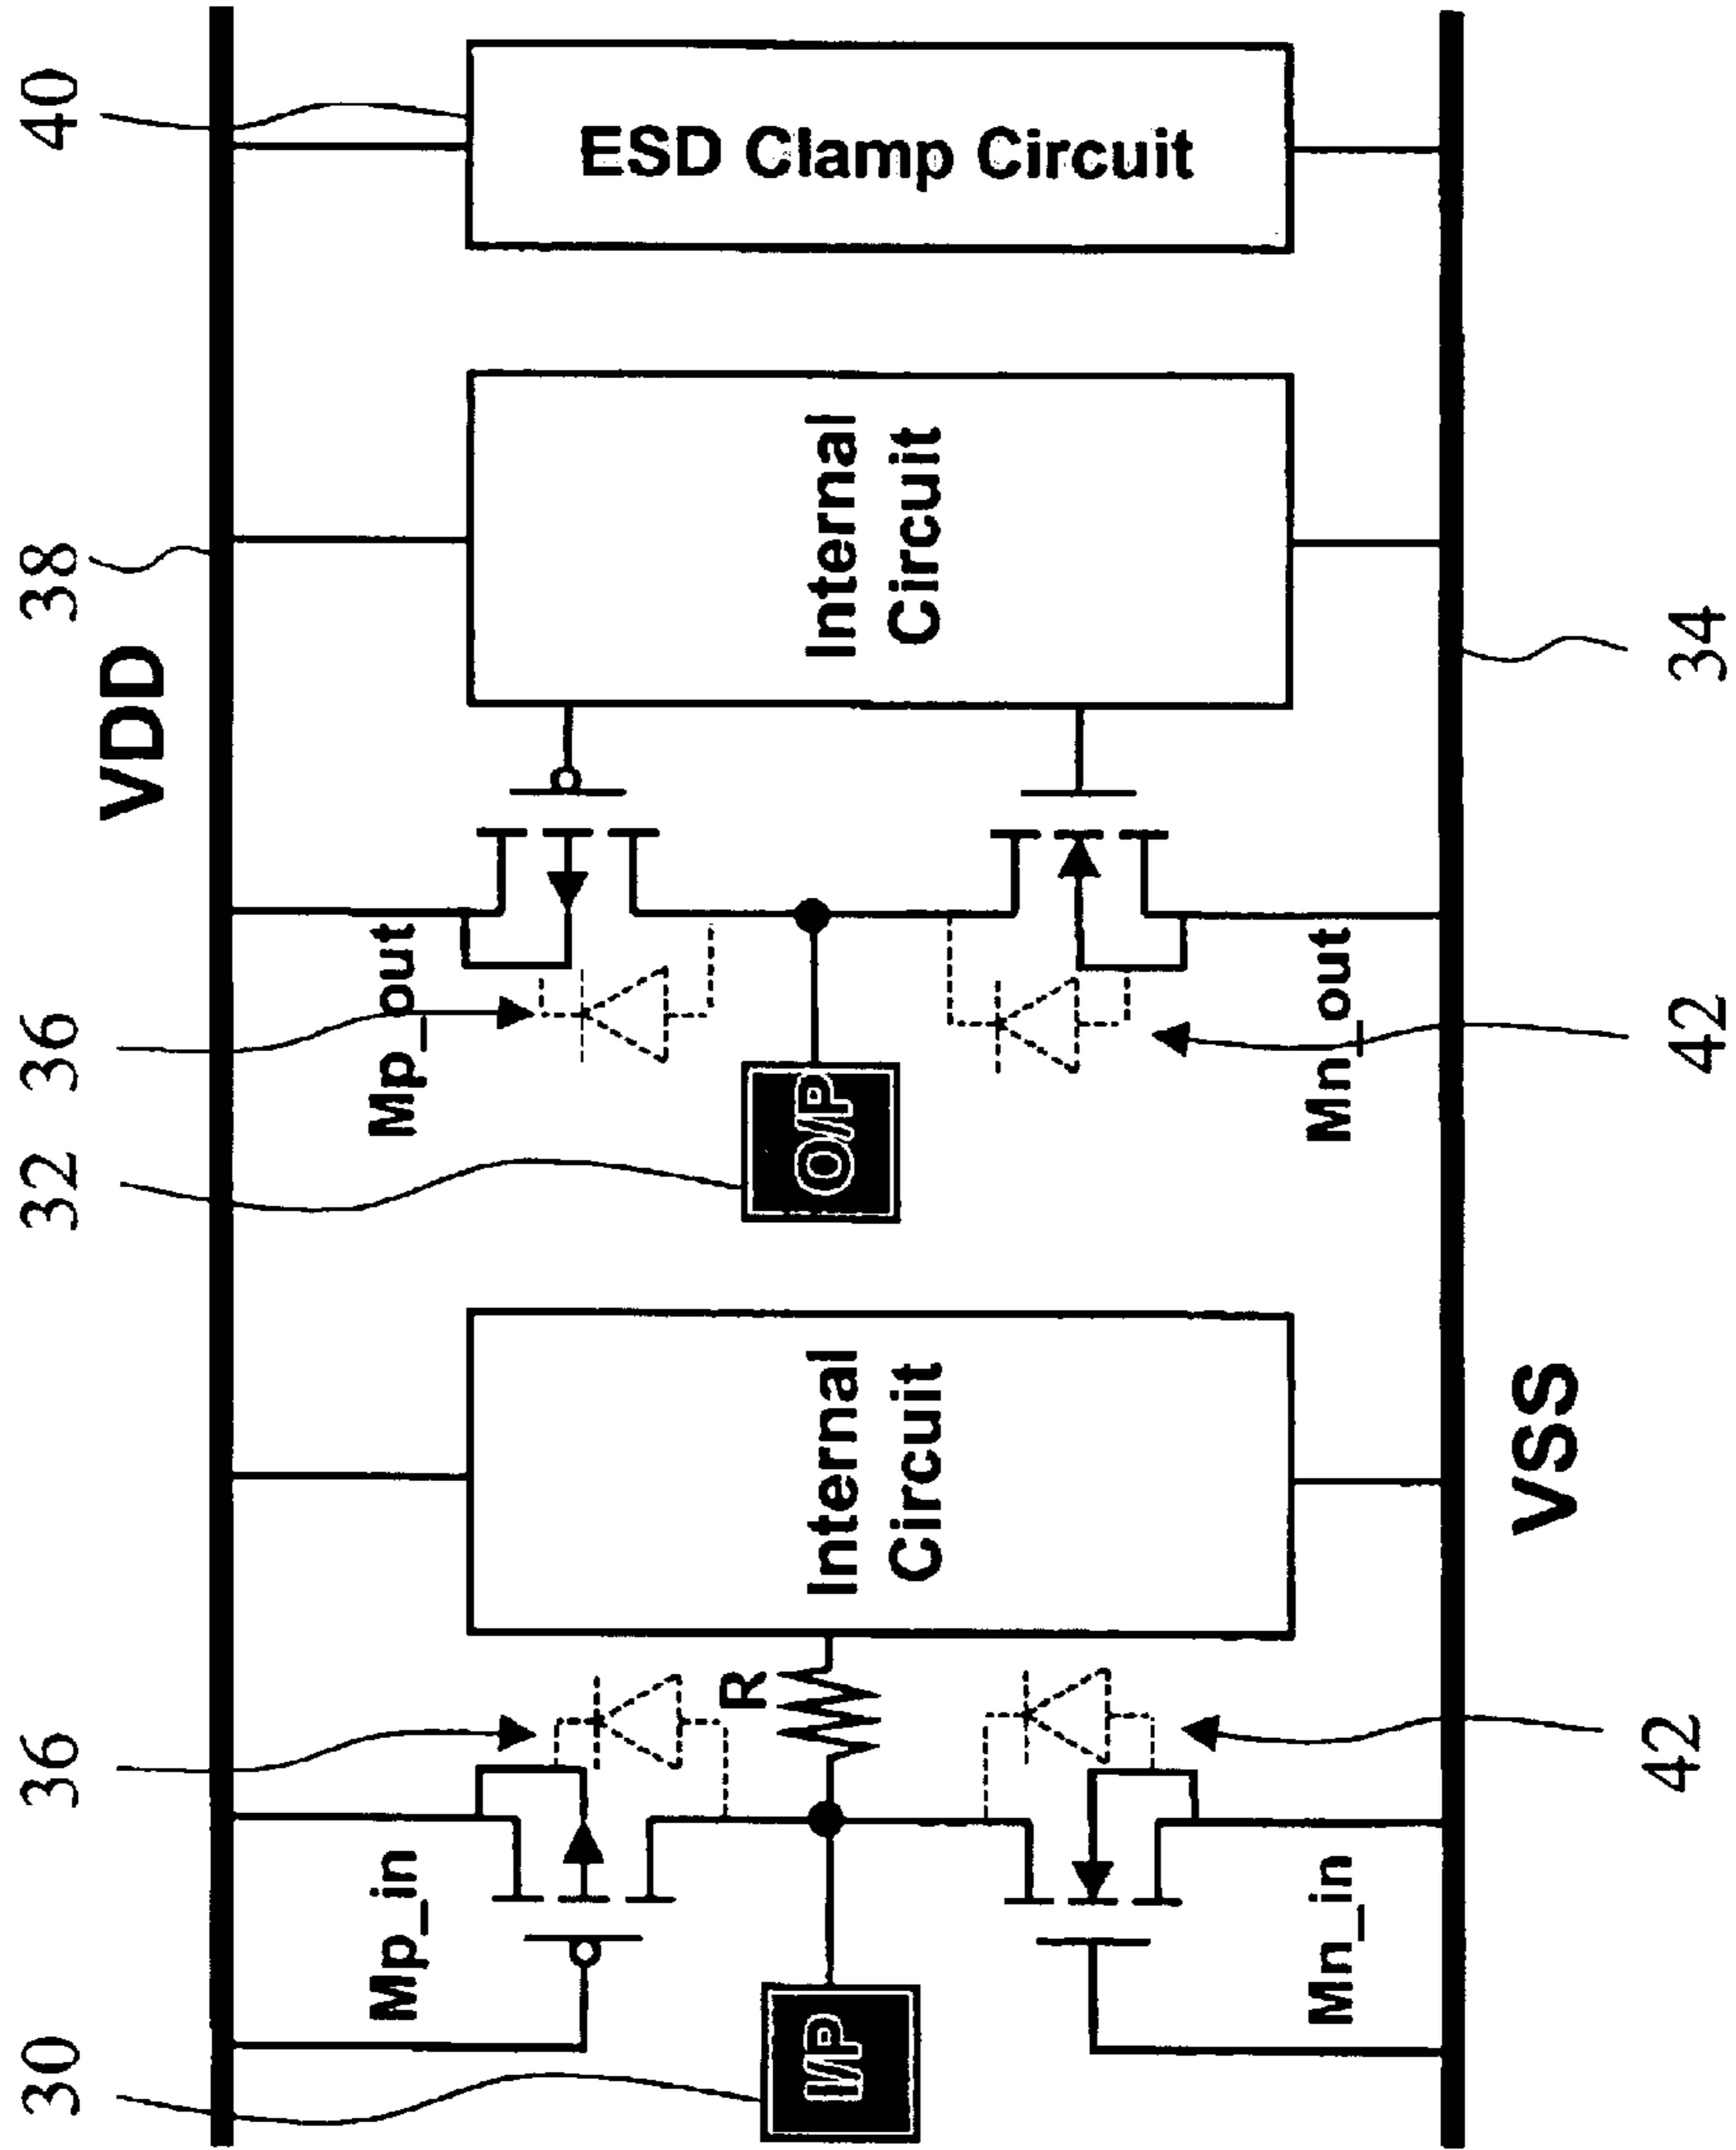 30
36
32
36
38
40
VDD
Mp_in
Mp_out
I/P
R
Internal
Circuit
O/P
Internal
Circuit
ESD Clamp Circuit
Mn_in
Mn_out
VSS
42
42
34